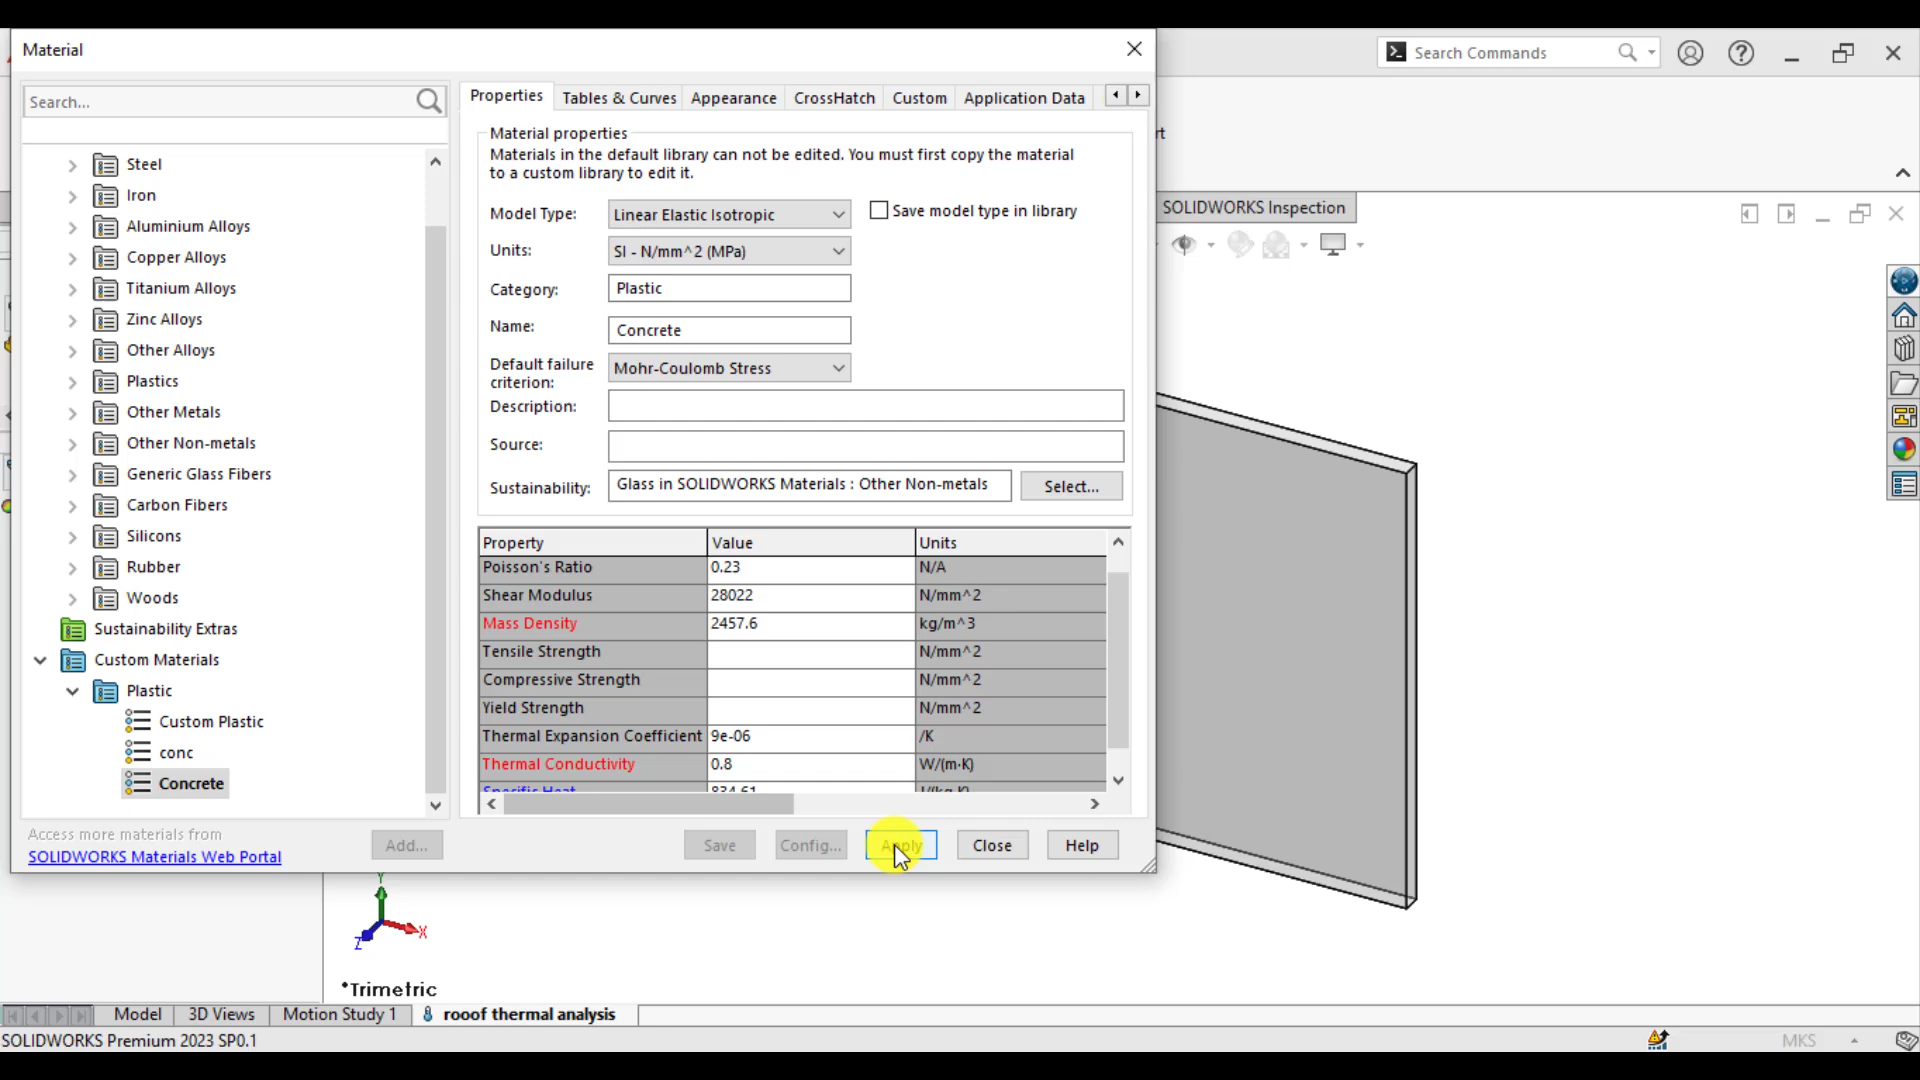 Material
Search Commands
Search...
Properties
Tables & Curves
Appearance
CrossHatch
Custom
Application Data
Material properties
Materials in the default library can not be edited. You must first copy the material
to a custom library to edit it.
Model Type:
Linear Elastic Isotropic
Save model type in library
Units:
SI - N/mm^2 (MPa)
Category:
Plastic
Name:
Concrete
Default failure
criterion:
Mohr-Coulomb Stress
Description:
Source:
Sustainability:
Glass in SOLIDWORKS Materials : Other Non-metals
Select...
Property
Value
Units
Poisson's Ratio
0.23
N/A
Shear Modulus
28022
N/mm^2
Mass Density
2457.6
kg/m^3
Tensile Strength
N/mm^2
Compressive Strength
N/mm^2
Yield Strength
N/mm^2
Thermal Expansion Coefficient
9e-06
/K
Thermal Conductivity
0.8
W/(m·K)
Specific Heat
834.61
J/(kg·K)
Steel
Iron
Aluminium Alloys
Copper Alloys
Titanium Alloys
Zinc Alloys
Other Alloys
Plastics
Other Metals
Other Non-metals
Generic Glass Fibers
Carbon Fibers
Silicons
Rubber
Woods
Sustainability Extras
Custom Materials
Plastic
Custom Plastic
conc
Concrete
Access more materials from
SOLIDWORKS Materials Web Portal
Add...
Save
Config...
Apply
Close
Help
rt
SOLIDWORKS Inspection
Y
X
Z
*Trimetric
Model
3D Views
Motion Study 1
rooof thermal analysis
SOLIDWORKS Premium 2023 SP0.1
MKS